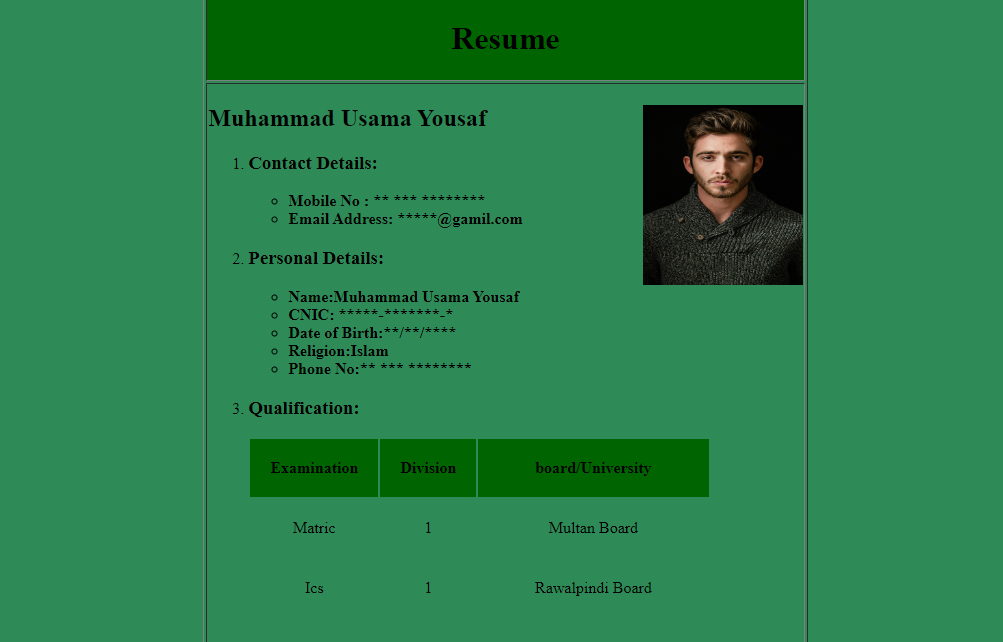 Resume
Muhammad Usama Yousaf
1. Contact Details:
Mobile No : ** *** ********
Email Address: *****@gamil.com
2. Personal Details:
Name:Muhammad Usama Yousaf
CNIC: *****-*******-*
Date of Birth:**/**/****
Religion:Islam
Phone No:** *** ********
3. Qualification:
Examination Division board/University
Matric 1 Multan Board
Ics 1 Rawalpindi Board